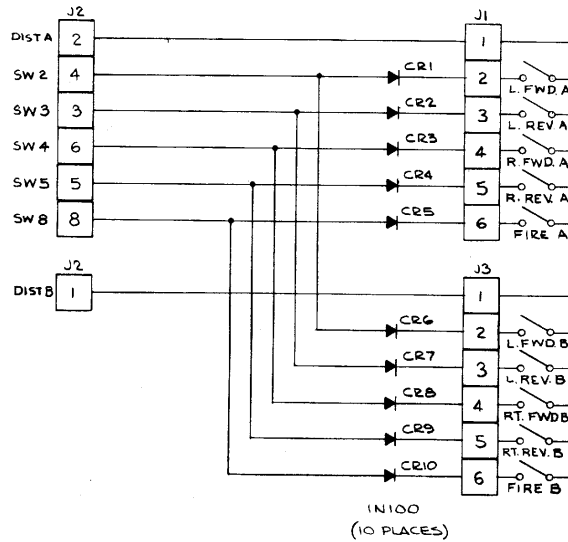 J2 J1
DIST A 2 1
SW 2 4 CR1 2 L. FWD. A
SW 3 3 CR2 3 L. REV. A
SW 4 6 CR3 4 R. FWD. A
SW 5 5 CR4 5 R. REV. A
SW 8 8 CR5 6 FIRE A
J2 J3
DIST B 1 1
CR6 2 L. FWD. B
CR7 3 L. REV. B
CR8 4 RT. FWD B
CR9 5 RT. REV. B
CR10 6 FIRE B
IN100
(10 PLACES)